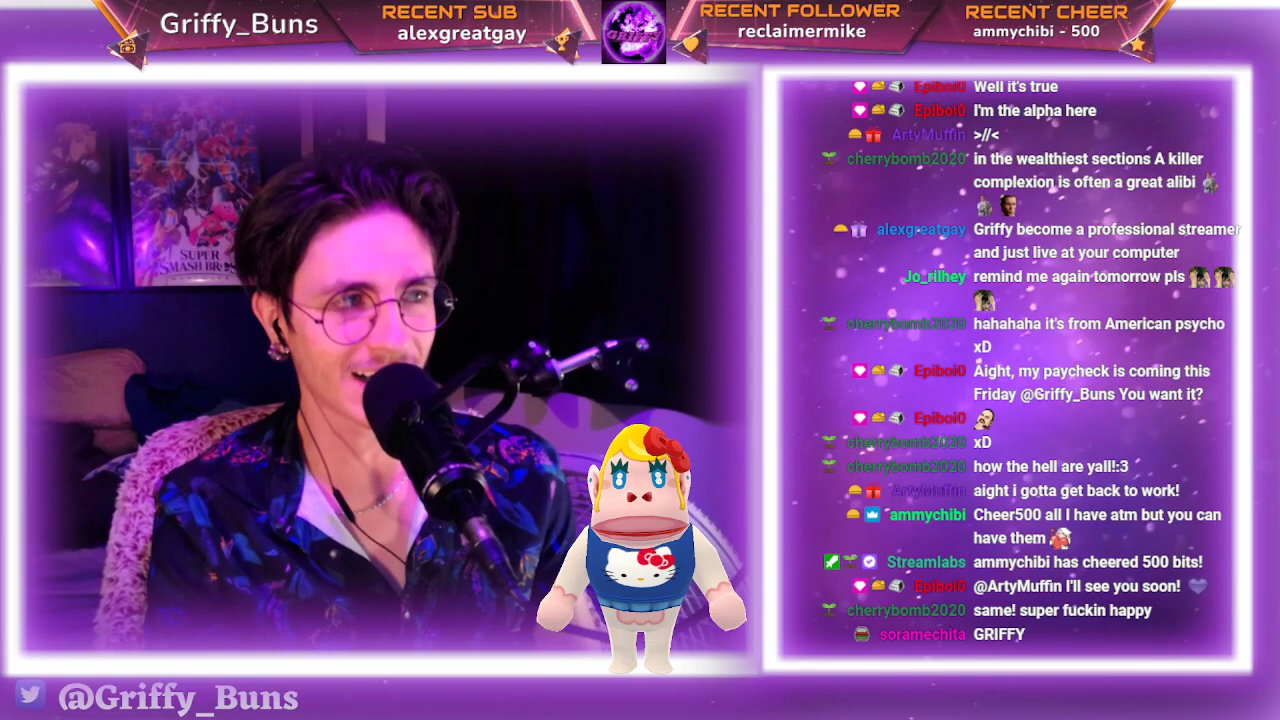 Griffy_Buns
RECENT SUB
alexgreatgay
GRIFFS
RECENT FOLLOWER
reclaimermike
RECENT CHEER
ammychibi - 500
SUPER
SMASH BROS
Epiboi0 Well it's true
Epiboi0 I'm the alpha here
ArtyMuffin >//<
cherrybomb2020 in the wealthiest sections A killer
complexion is often a great alibi
alexgreatgay Griffy become a professional streamer
and just live at your computer
Jo_rilhey remind me again tomorrow pls
cherrybomb2020 hahahaha it's from American psycho
xD
Epiboi0 Aight, my paycheck is coming this
Friday @Griffy_Buns You want it?
Epiboi0
cherrybomb2020 xD
cherrybomb2020 how the hell are yall!:3
ArtyMuffin aight i gotta get back to work!
ammychibi Cheer500 all I have atm but you can
have them
Streamlabs ammychibi has cheered 500 bits!
Epiboi0 @ArtyMuffin I'll see you soon!
cherrybomb2020 same! super fuckin happy
soramechita GRIFFY
@Griffy_Buns